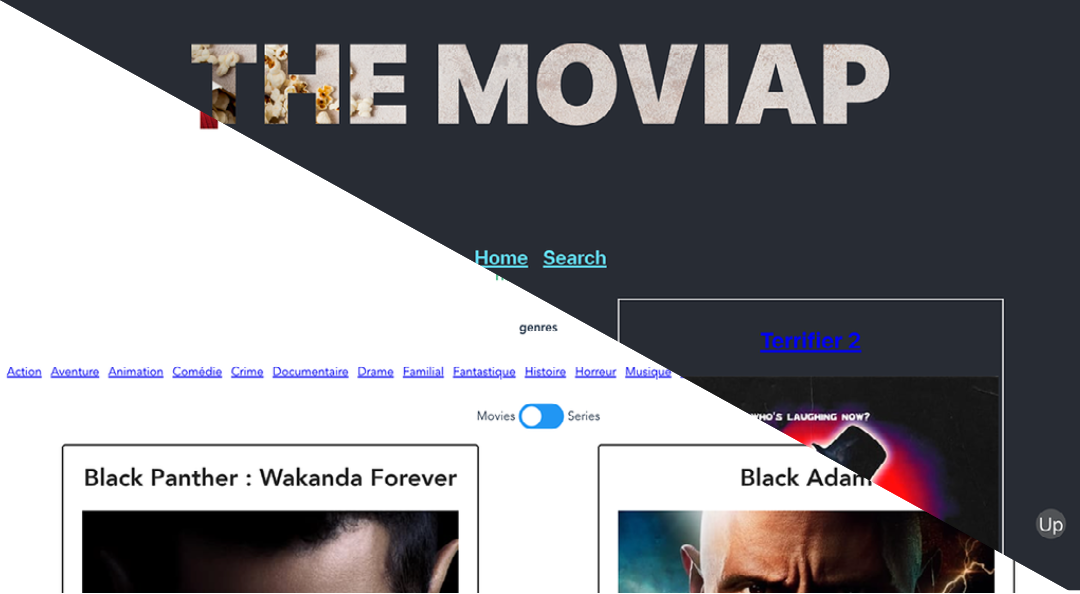 THE MOVIAP
Home Search
genres
Action Aventure Animation Comédie Crime Documentaire Drame Familial Fantastique Histoire Horreur Musique
Terrifier 2
WHO'S LAUGHING NOW?
Movies Series
Black Panther : Wakanda Forever
Black Adam
Up